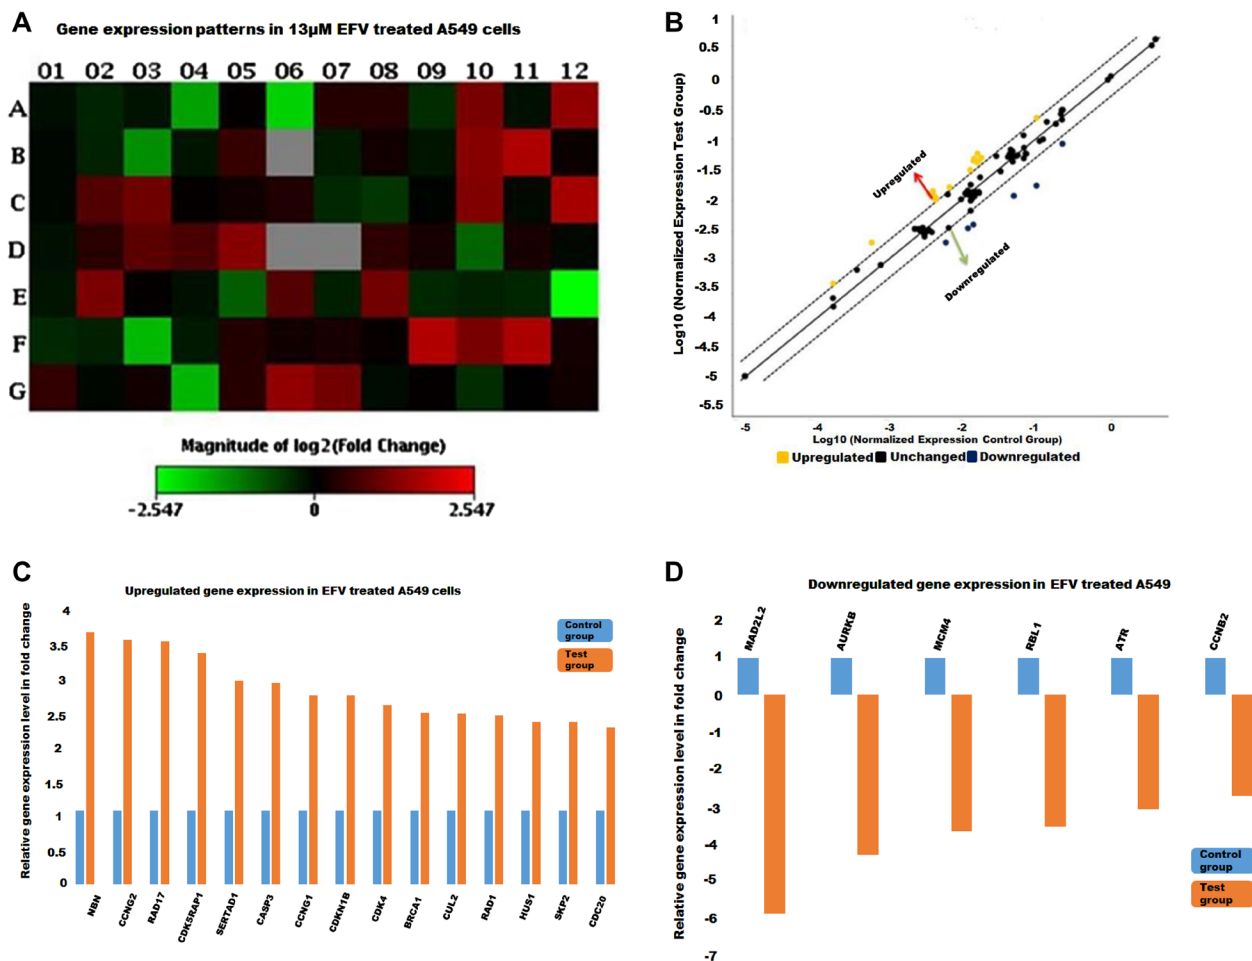 A
Gene expression patterns in 13µM EFV treated A549 cells
01 02 03 04 05 06 07 08 09 10 11 12
A
B
C
D
E
F
G
Magnitude of log2(Fold Change)
-2.547 0 2.547
B
Log10 (Normalized Expression Test Group)
1
0.5
0
-0.5
-1
-1.5
-2
-2.5
-3
-3.5
-4
-4.5
-5
-5.5
Upregulated
Downregulated
-5 -4 -3 -2 -1 0
Log10 (Normalized Expression Control Group)
Upregulated Unchanged Downregulated
C
Upregulated gene expression in EFV treated A549 cells
Relative gene expression level in fold change
4
3.5
3
2.5
2
1.5
1
0.5
0
Control group
Test group
NBN
CCNG2
RAD17
CDK5RAP1
SERTAD1
CASP3
CCNG1
CDKN1B
CDK4
BRCA1
CUL2
RAD1
HUS1
SKP2
CDC20
D
Downregulated gene expression in EFV treated A549
Relative gene expression level in fold change
2
1
0
-1
-2
-3
-4
-5
-6
-7
MAD2L2
AURKB
MCM4
RBL1
ATR
CCNB2
Control group
Test group